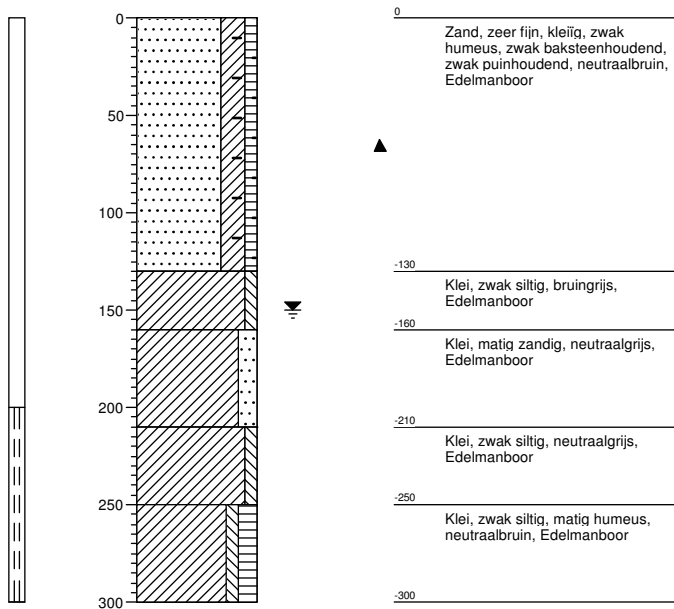 0
50
100
150
200
250
300
0
Zand, zeer fijn, kleiïg, zwak
humeus, zwak baksteenhoudend,
zwak puinhoudend, neutraalbruin,
Edelmanboor
-130
Klei, zwak siltig, bruingrijs,
Edelmanboor
-160
Klei, matig zandig, neutraalgrijs,
Edelmanboor
-210
Klei, zwak siltig, neutraalgrijs,
Edelmanboor
-250
Klei, zwak siltig, matig humeus,
neutraalbruin, Edelmanboor
-300